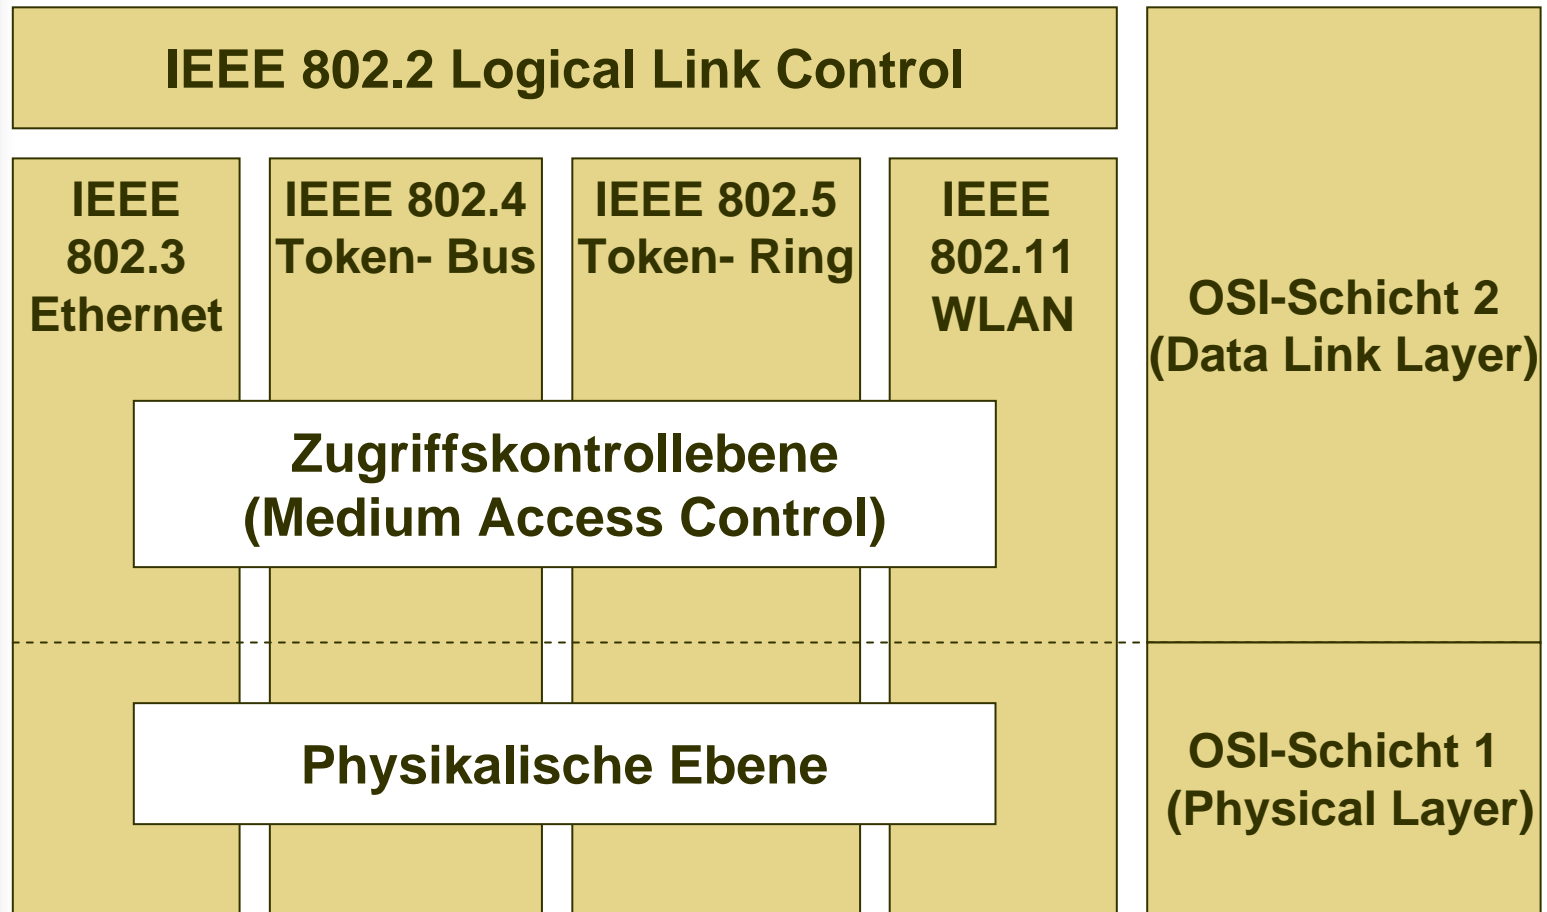 IEEE 802.2 Logical Link Control
IEEE
802.3
Ethernet
IEEE 802.4
Token- Bus
IEEE 802.5
Token- Ring
IEEE
802.11
WLAN
OSI-Schicht 2
(Data Link Layer)
Zugriffskontrollebene
(Medium Access Control)
Physikalische Ebene
OSI-Schicht 1
(Physical Layer)